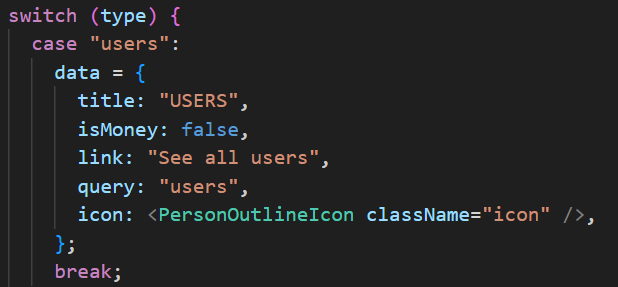 switch (type) {
case "users":
data = {
title: "USERS",
isMoney: false,
link: "See all users",
query: "users",
icon: <PersonOutlineIcon className="icon" />,
};
break;